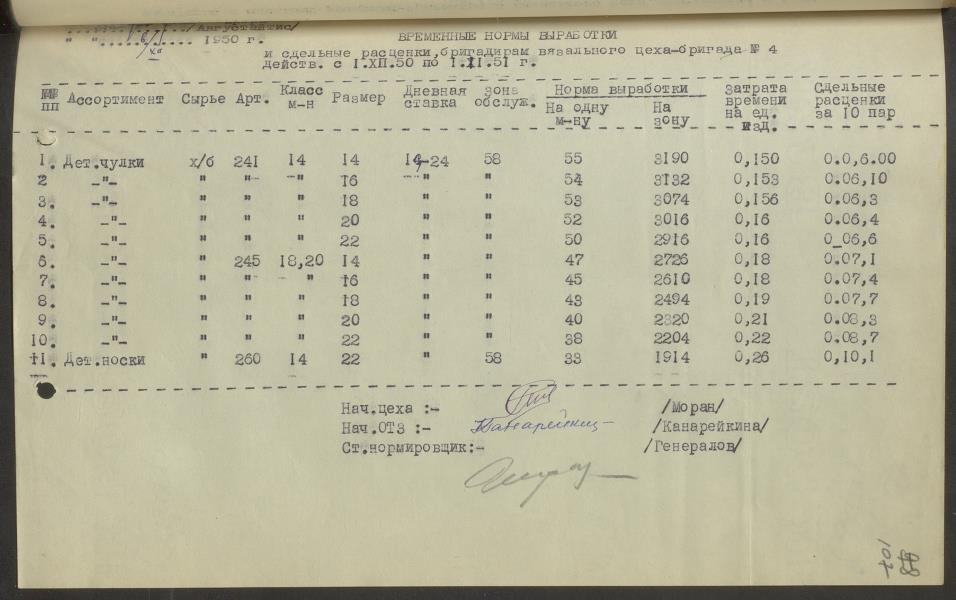 /Августайтис/
" " 1950 г.
ВРЕМЕННЫЕ НОРМЫ ВЫРАБОТКИ
и сдельные расценки, бригадирам вязального цеха-бригада № 4
действ. с I.ХП.50 по I.II.51 г.
№№ пп Ассортимент Сырье Арт. Класс м-н Размер Дневная ставка зона обслуж. Норма выработки На одну м-ну На зону Затрата времени на ед. изд. Сдельные расценки за 10 пар
1. Дет.чулки х/б 241 14 14 14-24 58 55 3190 0,150 0.0,6.00
2 -"- " " " 16 " " 54 3132 0,153 0.06,10
3. -"- " " " 18 " " 53 3074 0,156 0.06,3
4. -"- " " " 20 " " 52 3016 0,16 0.06,4
5. -"- " " " 22 " " 50 2916 0,16 0_06,6
6. -"- " 245 18,20 14 " " 47 2726 0,18 0.07,1
7. -"- " " " 16 " " 45 2610 0,18 0.07,4
8. -"- " " " 18 " " 43 2494 0,19 0.07,7
9. -"- " " " 20 " " 40 2320 0,21 0.08,3
10. -"- " " " 22 " " 38 2204 0,22 0.08,7
11. Дет.носки " 260 14 22 " 58 33 1914 0,26 0,10,1
Нач.цеха :- /Моран/
Нач.ОТЗ :- Канарейкина /Канарейкина/
Ст.нормировщик:- /Генералов/
107